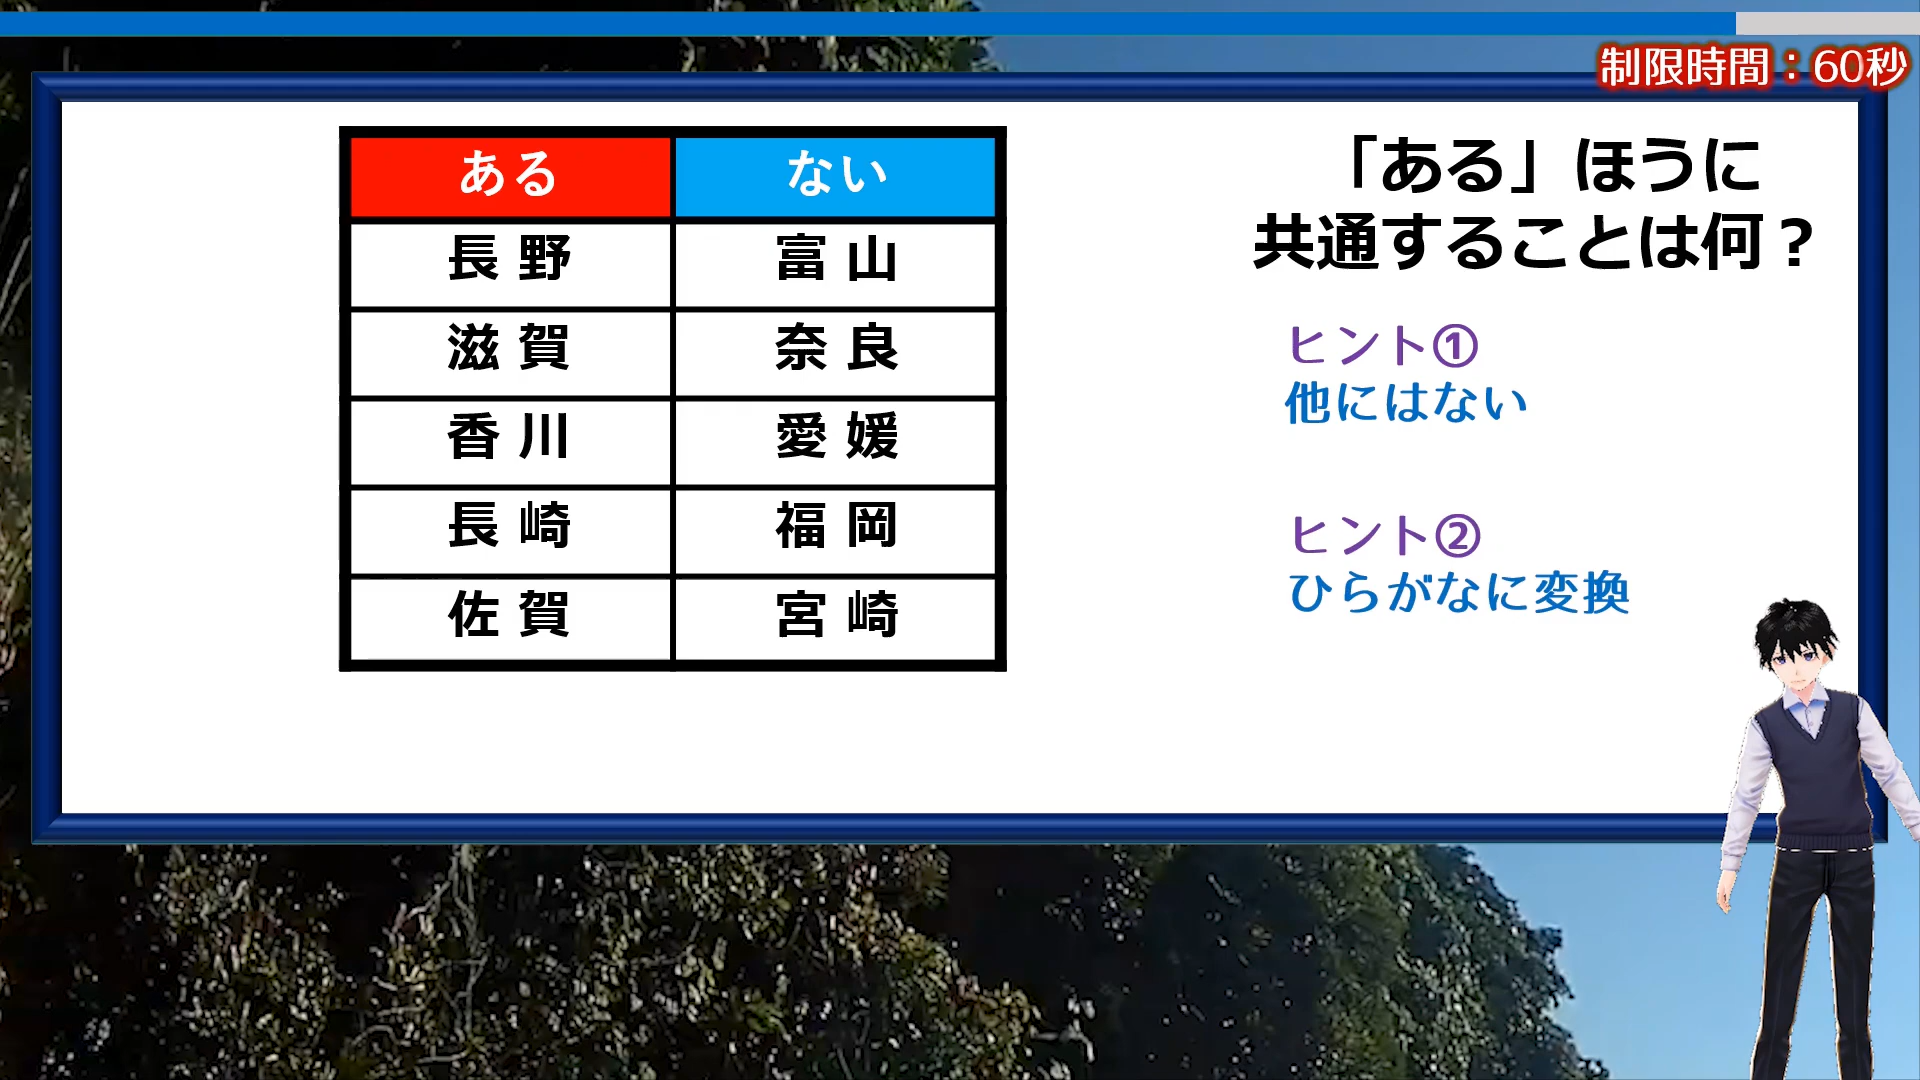 制限時間：60秒
ある ない
長野 富山
滋賀 奈良
香川 愛媛
長崎 福岡
佐賀 宮崎
「ある」ほうに
共通することは何？
ヒント①
他にはない
ヒント②
ひらがなに変換